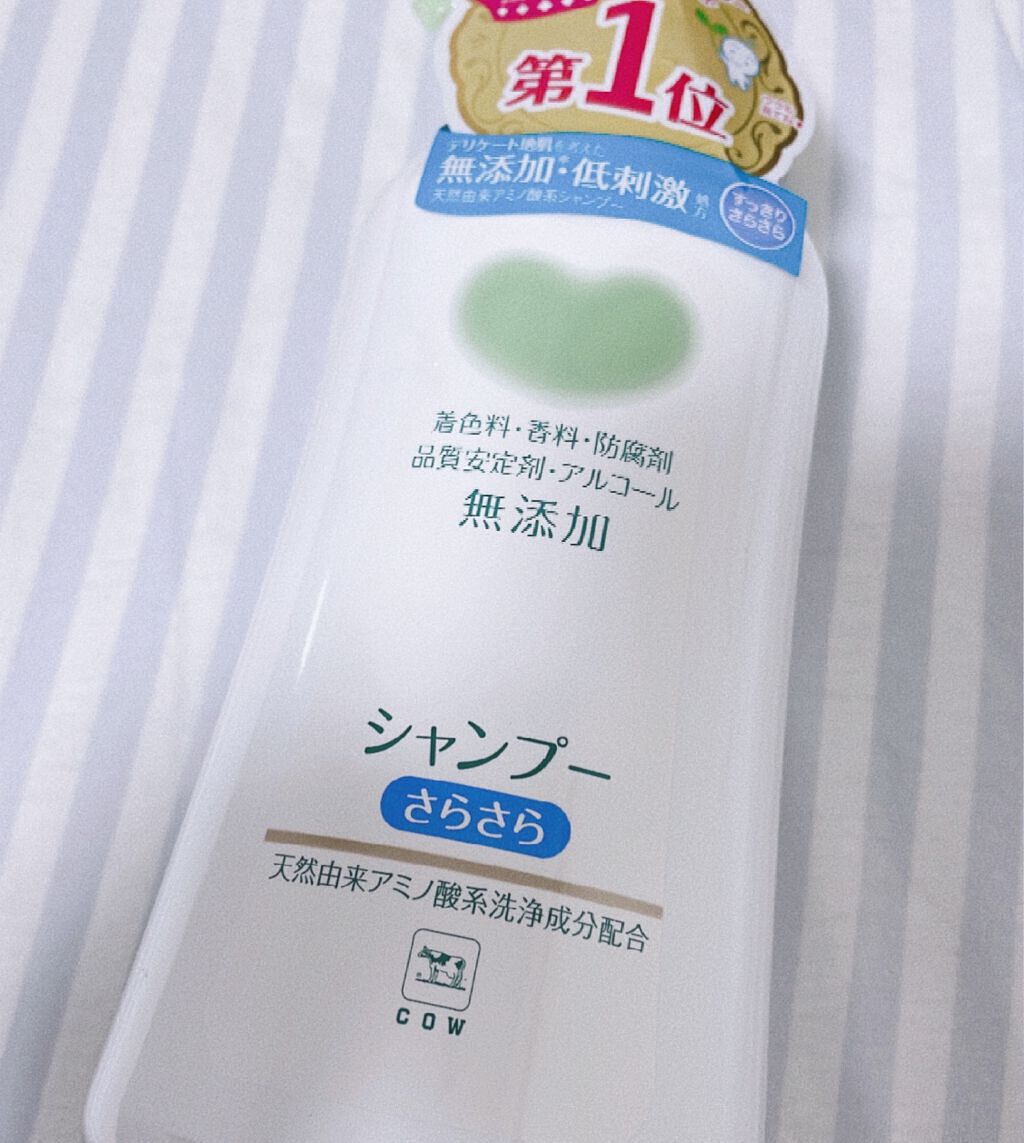 第1位
デリケート地肌を考えた
無添加*・低刺激処方
天然由来アミノ酸系シャンプー
すっきり
さらさら
着色料・香料・防腐剤
品質安定剤・アルコール
無添加
シャンプー
さらさら
天然由来アミノ酸系洗浄成分配合
COW